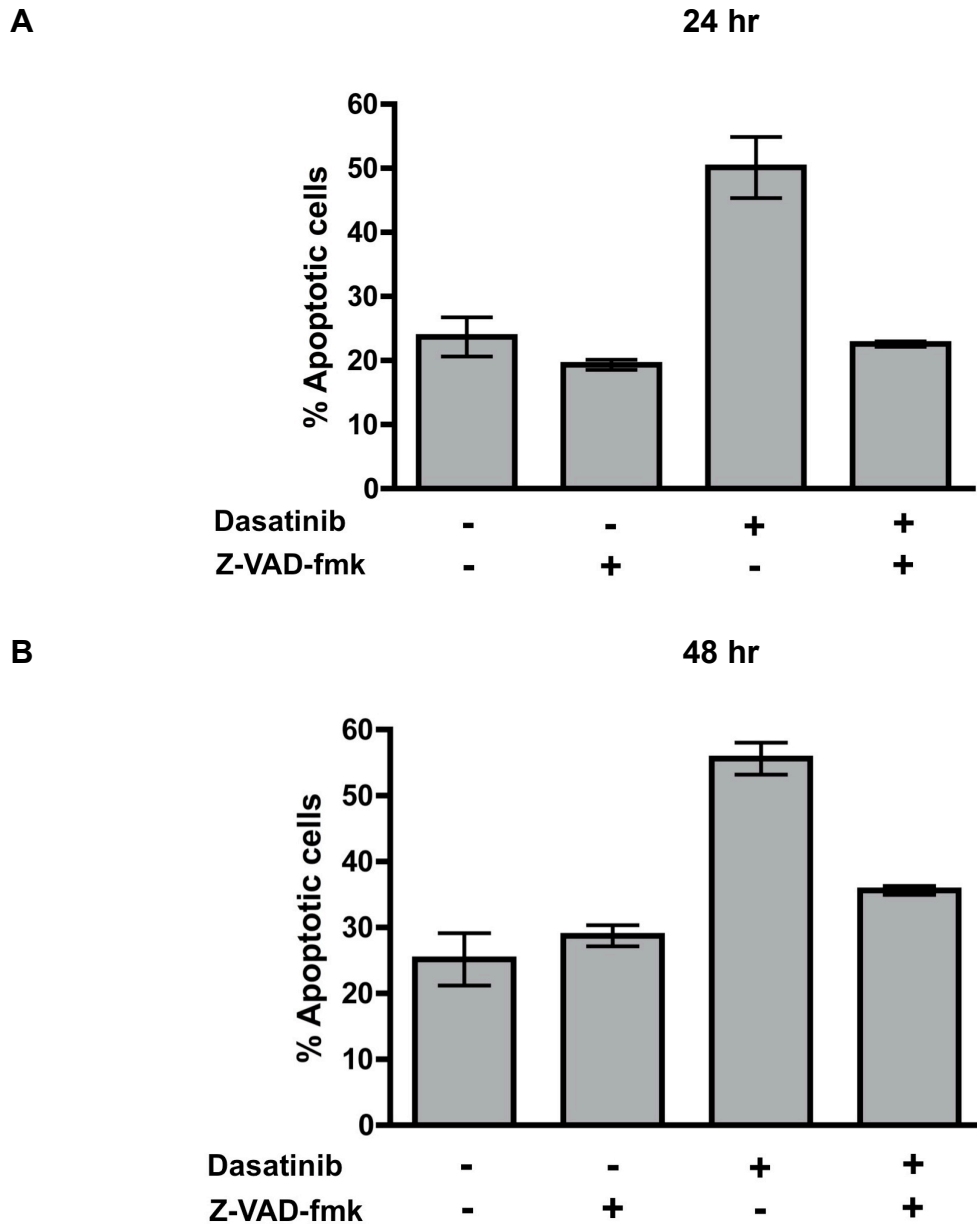 A
24 hr
% Apoptotic cells
60
50
40
30
20
10
0
Dasatinib - - + +
Z-VAD-fmk - + - +
B
48 hr
% Apoptotic cells
60
50
40
30
20
10
0
Dasatinib - - + +
Z-VAD-fmk - + - +